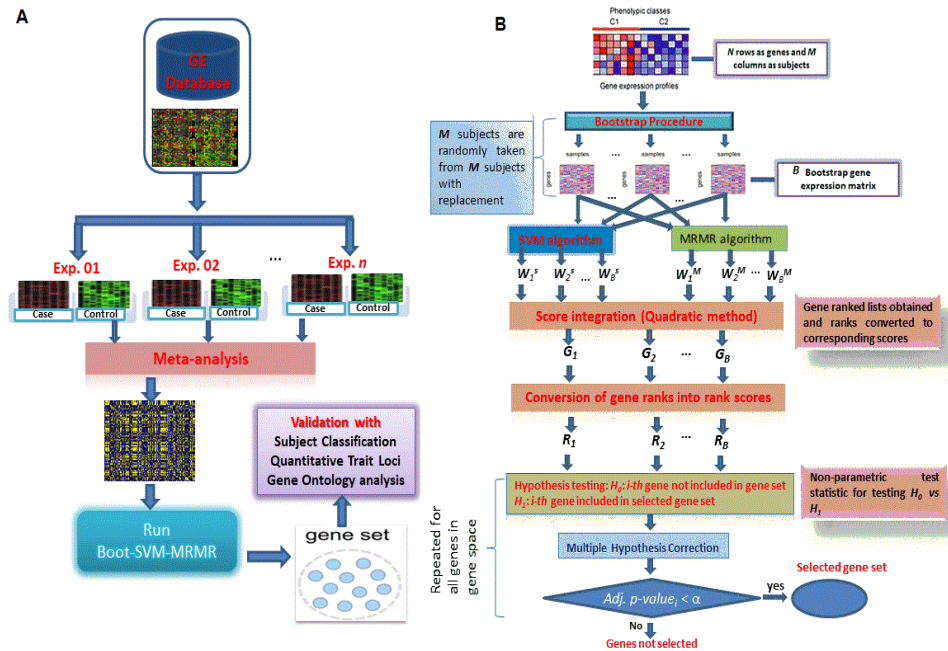 A
GE
Database
Exp. 01
Exp. 02
...
Exp. n
Case
Control
Case
Control
Case
Control
Meta-analysis
Validation with
Subject Classification
Quantitative Trait Loci
Gene Ontology analysis
Run
Boot-SVM-MRMR
gene set
B
Phenotypic classes
C1
C2
Gene expression profiles
N rows as genes and M
columns as subjects
Bootstrap Procedure
M subjects are
randomly taken
from M subjects
with
replacement
samples
...
samples
...
samples
genes
genes
genes
...
...
B Bootstrap gene
expression matrix
SVM algorithm
MRMR algorithm
W1s
W2s
...
WBs
W1M
W2M
...
WBM
Score integration (Quadratic method)
Gene ranked lists obtained
and ranks converted to
corresponding scores
G1
G2
...
GB
Conversion of gene ranks into rank scores
R1
R2
...
RB
Hypothesis testing: H0: i-th gene not included in gene set
H1: i-th gene included in selected gene set
Non-parametric test
statistic for testing H0 vs
H1
Repeated for
all genes in
gene space
Multiple Hypothesis Correction
Adj. p-valuei < α
yes
Selected gene set
No
Genes not selected